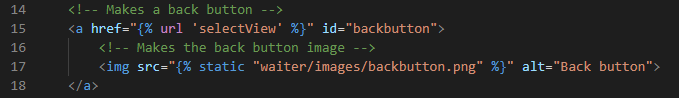 14 <!-- Makes a back button -->
15 <a href="{% url 'selectView' %}" id="backbutton">
16 <!-- Makes the back button image -->
17 <img src="{% static "waiter/images/backbutton.png" %}" alt="Back button">
18 </a>